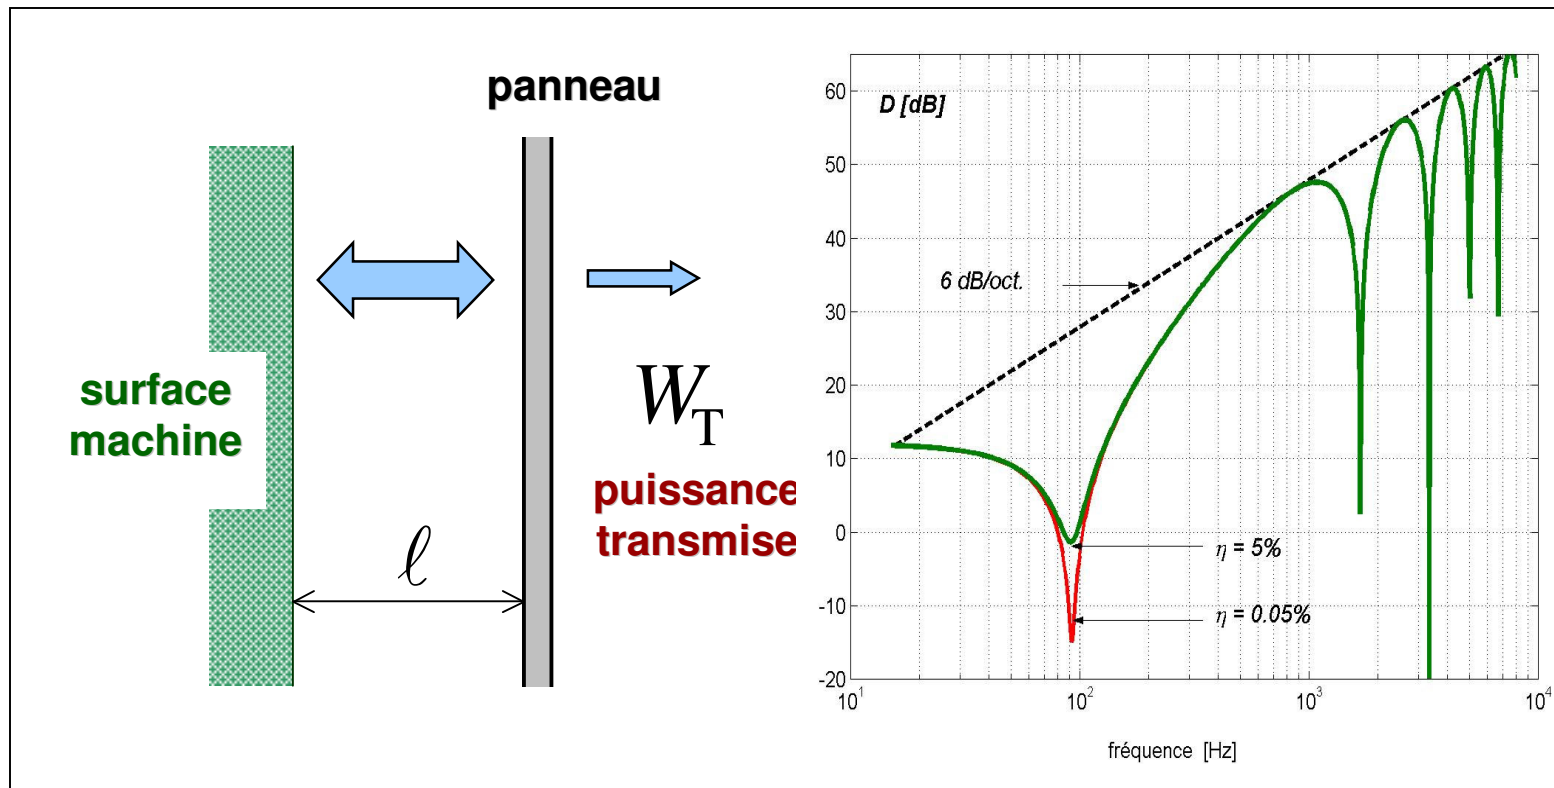 panneau
surface
machine
ℓ
W_T
puissance
transmise
D [dB]
60
50
40
30
20
10
0
-10
-20
6 dB/oct.
η = 5%
η = 0.05%
10^1
10^2
10^3
10^4
fréquence [Hz]